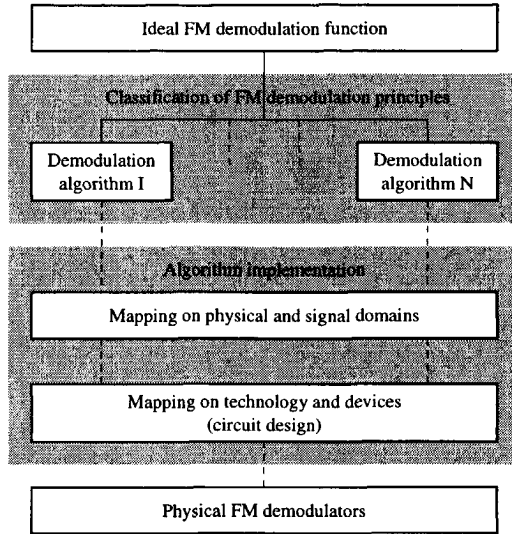 Ideal FM demodulation function
Classification of FM demodulation principles
Demodulation
algorithm I
Demodulation
algorithm N
Algorithm implementation
Mapping on physical and signal domains
Mapping on technology and devices
(circuit design)
Physical FM demodulators